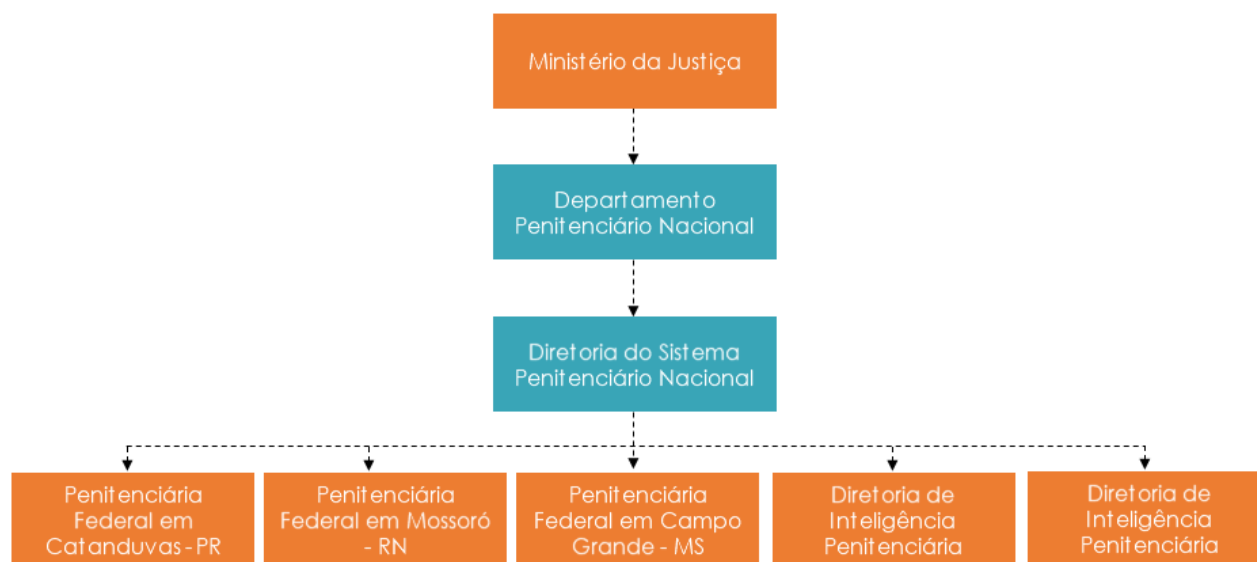 Ministério da Justiça
Departamento
Penitenciário Nacional
Diretoria do Sistema
Penitenciário Nacional
Penitenciária
Federal em
Catanduvas - PR
Penitenciária
Federal em Mossoró
- RN
Penitenciária
Federal em Campo
Grande - MS
Diretoria de
Inteligência
Penitenciária
Diretoria de
Inteligência
Penitenciária